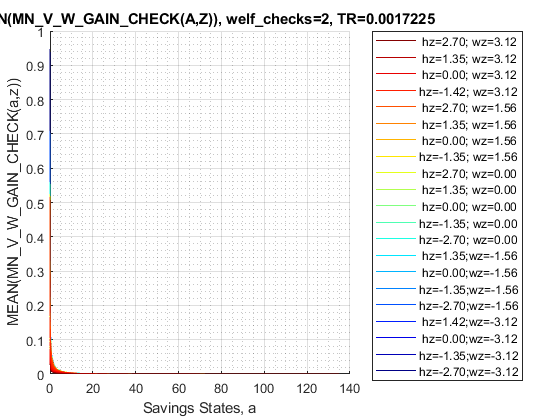 N(MN_V_W_GAIN_CHECK(A,Z)), welf_checks=2, TR=0.0017225
MEAN(MN_V_W_GAIN_CHECK(a,z))
1
0.9
0.8
0.7
0.6
0.5
0.4
0.3
0.2
0.1
0
0 20 40 60 80 100 120 140
Savings States, a
hz=2.70; wz=3.12
hz=1.35; wz=3.12
hz=0.00; wz=3.12
hz=-1.42; wz=3.12
hz=2.70; wz=1.56
hz=1.35; wz=1.56
hz=0.00; wz=1.56
hz=-1.35; wz=1.56
hz=2.70; wz=0.00
hz=1.35; wz=0.00
hz=0.00; wz=0.00
hz=-1.35; wz=0.00
hz=-2.70; wz=0.00
hz=1.35;wz=-1.56
hz=0.00;wz=-1.56
hz=-1.35;wz=-1.56
hz=-2.70;wz=-1.56
hz=1.42;wz=-3.12
hz=0.00;wz=-3.12
hz=-1.35;wz=-3.12
hz=-2.70;wz=-3.12